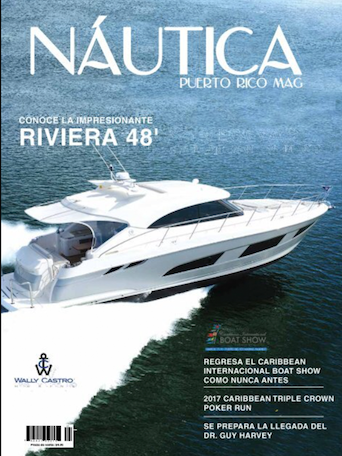 NÁUTICA
PUERTO RICO MAG
CONOCE LA IMPRESIONANTE
RIVIERA 48'
BOAT SHOW
REGRESA EL CARIBBEAN
INTERNACIONAL BOAT SHOW
COMO NUNCA ANTES
WALLY CASTRO
2017 CARIBBEAN TRIPLE CROWN
POKER RUN
SE PREPARA LA LLEGADA DEL
DR. GUY HARVEY